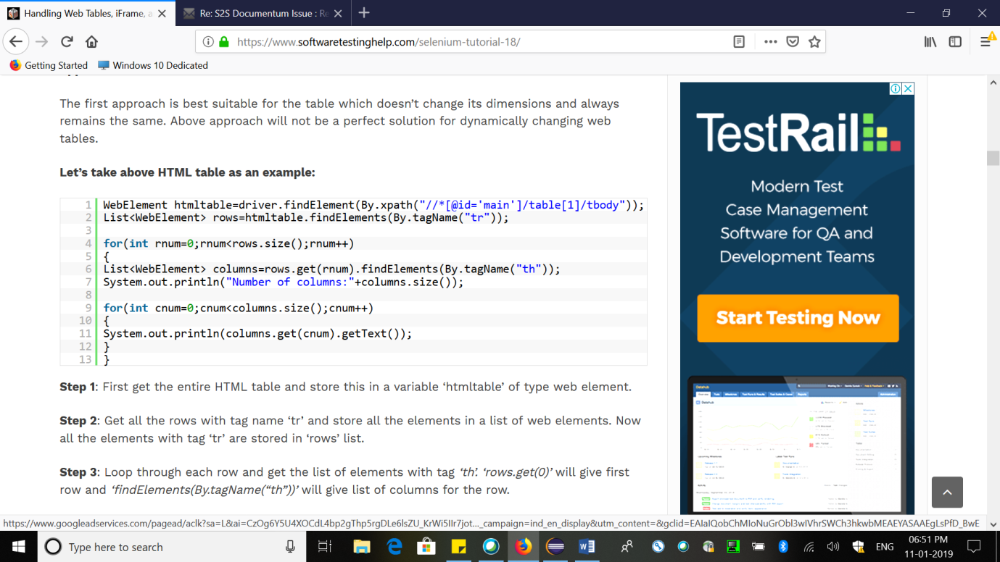 Handling Web Tables, iFrame, a
Re: S2S Documentum Issue : Re
https://www.softwaretestinghelp.com/selenium-tutorial-18/
Getting Started
Windows 10 Dedicated
The first approach is best suitable for the table which doesn’t change its dimensions and always
remains the same. Above approach will not be a perfect solution for dynamically changing web
tables.
Let’s take above HTML table as an example:
1 WebElement htmltable=driver.findElement(By.xpath("//*[@id='main']/table[1]/tbody"));
2 List<WebElement> rows=htmltable.findElements(By.tagName("tr"));
3
4 for(int rnum=0;rnum<rows.size();rnum++)
5 {
6 List<WebElement> columns=rows.get(rnum).findElements(By.tagName("th"));
7 System.out.println("Number of columns:"+columns.size());
8
9 for(int cnum=0;cnum<columns.size();cnum++)
10 {
11 System.out.println(columns.get(cnum).getText());
12 }
13 }
Step 1: First get the entire HTML table and store this in a variable ‘htmltable’ of type web element.
Step 2: Get all the rows with tag name ‘tr’ and store all the elements in a list of web elements. Now
all the elements with tag ‘tr’ are stored in ‘rows’ list.
Step 3: Loop through each row and get the list of elements with tag ‘th’. ‘rows.get(0)’ will give first
row and ‘findElements(By.tagName(“th”))’ will give list of columns for the row.
TestRail
Modern Test
Case Management
Software for QA and
Development Teams
Start Testing Now
Datahub
https://www.googleadservices.com/pagead/aclk?sa=L&ai=CzOg6Y5U4XOCdL4bp2gThp5rgDLe6lsZU_KrWi5IIr7jot..._campaign=ind_en_display&utm_content=&gclid=EAIaIQobChMIoNuGrObl3wIVhrSWCh3hkwbMEAEYASAAEgLsPfD_BwE
Type here to search
ENG
06:51 PM
11-01-2019